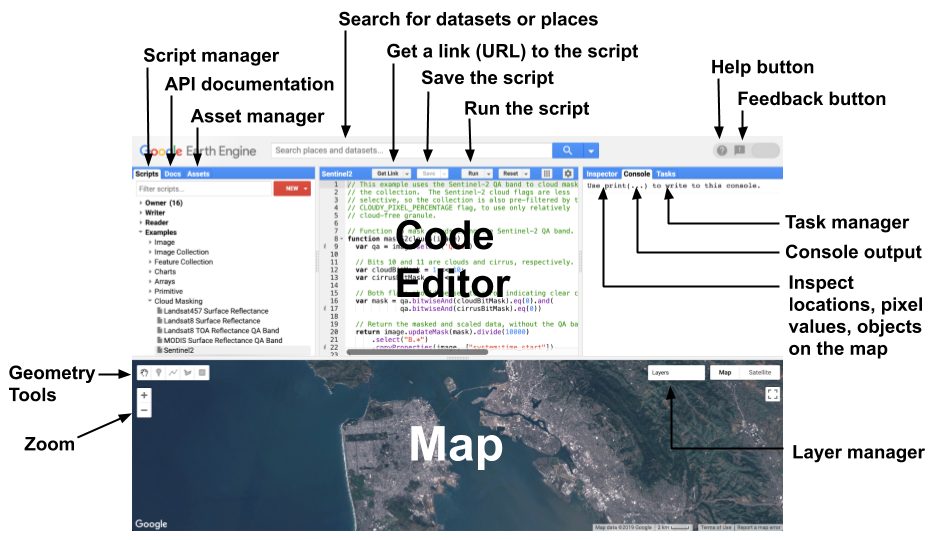 Search for datasets or places
Get a link (URL) to the script
Script manager
Save the script
API documentation
Run the script
Asset manager
Help button
Feedback button
Google Earth Engine
Search places and datasets...
Scripts Docs Assets
Filter scripts...
NEW
Owner (16)
Writer
Reader
Examples
Image
Image Collection
Feature Collection
Charts
Arrays
Primitive
Cloud Masking
Landsat457 Surface Reflectance
Landsat8 Surface Reflectance
Landsat8 TOA Reflectance QA Band
MODIS Surface Reflectance QA Band
Sentinel2
Sentinel2 Get Link Save Run Reset
1 // This example uses the Sentinel-2 QA band to cloud mask
2 // the collection. The Sentinel-2 cloud flags are less
3 // selective, so the collection is also pre-filtered by t
4 // CLOUDY_PIXEL_PERCENTAGE flag, to use only relatively
5 // cloud-free granule.
6
7 // Function mask Sentinel-2 QA band.
8 function
i 9 var qa =
10
11 // Bits 10 and 11 are clouds and cirrus, respectively.
12 var cloudBitMask = 1
13 var cirrusBitMask
14
15 // Both indicating clear c
16 var mask = qa.bitwiseAnd(cloudBitMask).eq(0).and(
i 17 qa.bitwiseAnd(cirrusBitMask).eq(0))
18
19 // Return the masked and scaled data, without the QA ba
20 return image.updateMask(mask).divide(10000)
21 .select("B.*")
i 22 .copyProperties(image, ["system:time_start"])
23
Code
Editor
Inspector Console Tasks
Use print(...) to write to this console.
Task manager
Console output
Inspect
locations, pixel
values, objects
on the map
Geometry
Tools
Zoom
+
−
Layers
Map Satellite
Map
Layer manager
Google
Map data ©2019 Google 2 km Terms of Use Report a map error